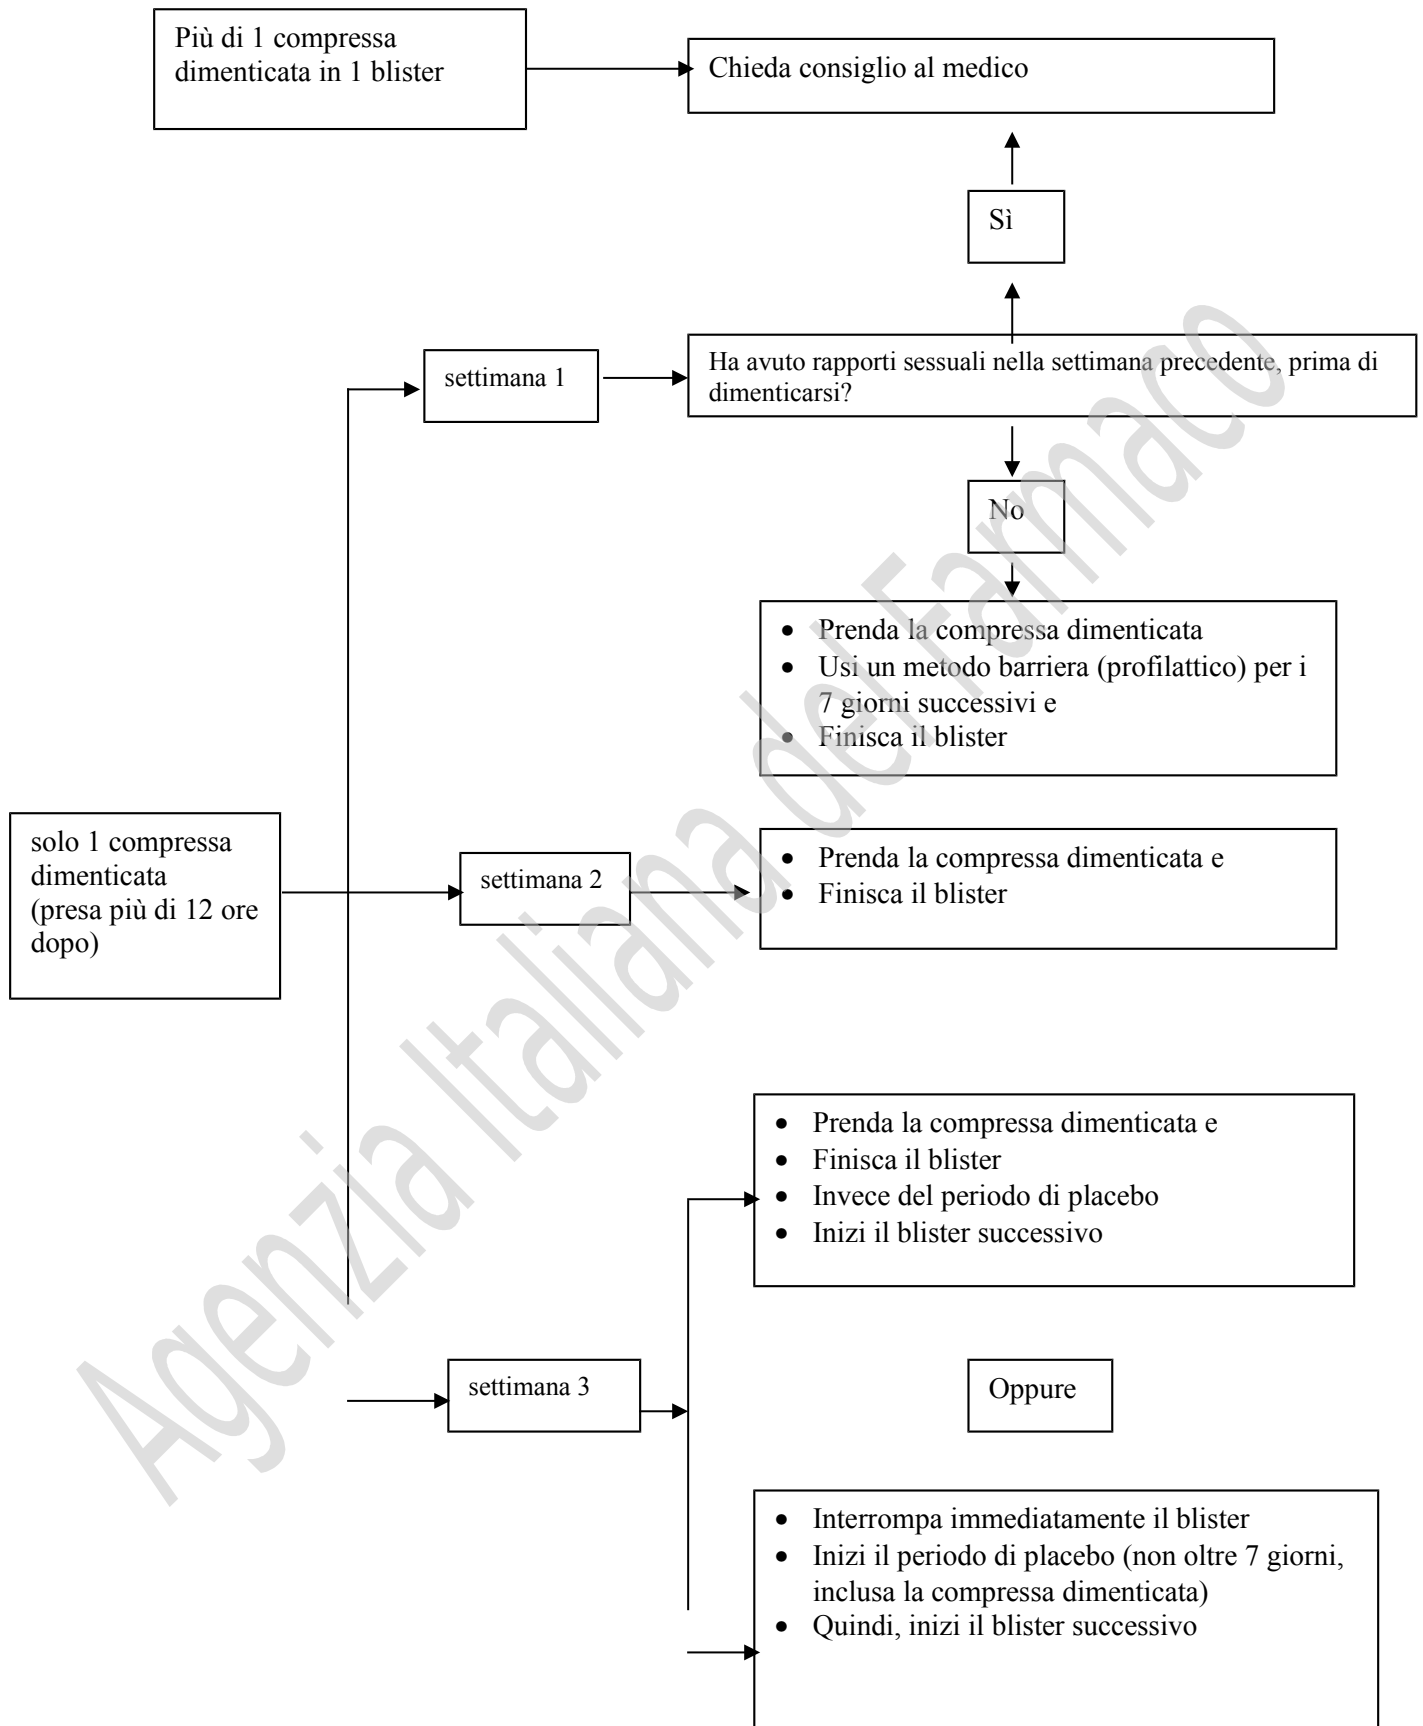 Più di 1 compressa
dimenticata in 1 blister
Chieda consiglio al medico
Sì
settimana 1
Ha avuto rapporti sessuali nella settimana precedente, prima di
dimenticarsi?
No
• Prenda la compressa dimenticata
• Usi un metodo barriera (profilattico) per i
7 giorni successivi e
• Finisca il blister
solo 1 compressa
dimenticata
(presa più di 12 ore
dopo)
settimana 2
• Prenda la compressa dimenticata e
• Finisca il blister
• Prenda la compressa dimenticata e
• Finisca il blister
• Invece del periodo di placebo
• Inizi il blister successivo
settimana 3
Oppure
• Interrompa immediatamente il blister
• Inizi il periodo di placebo (non oltre 7 giorni,
inclusa la compressa dimenticata)
• Quindi, inizi il blister successivo
Agenzia Italiana del Farmaco